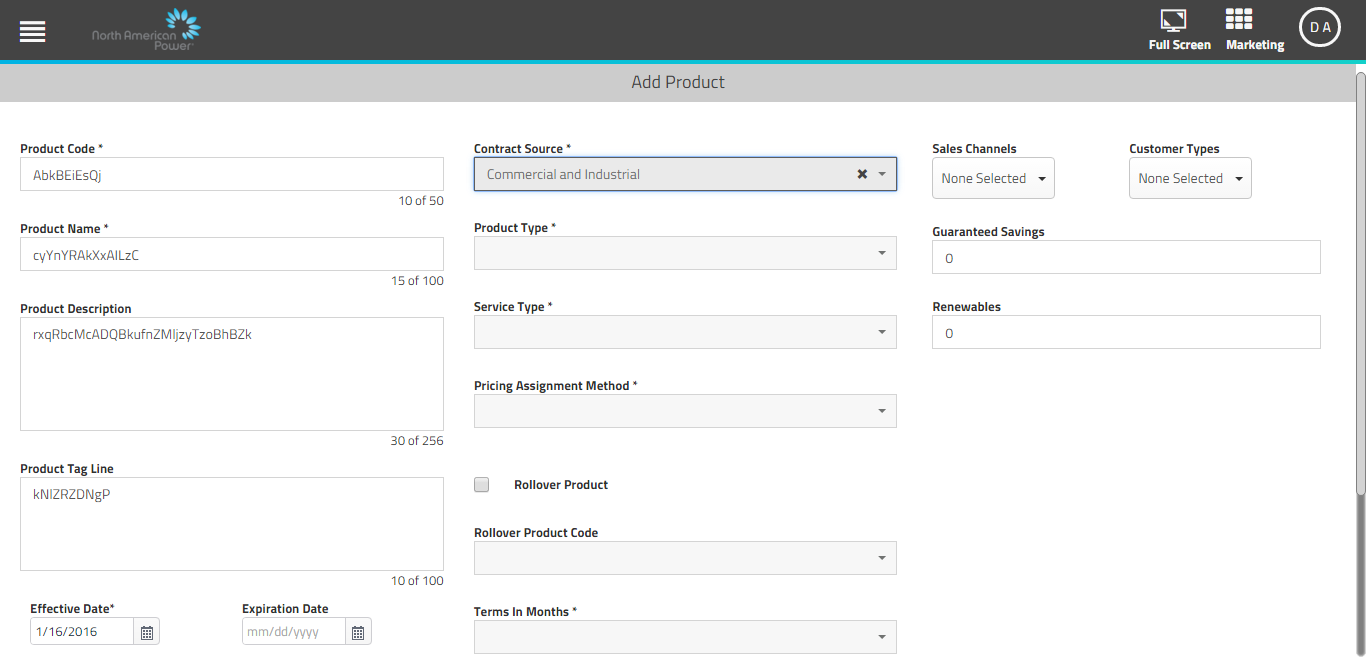 North American
Power
Full Screen
Marketing
D A
Add Product
Product Code *
AbkBEiEsQj
10 of 50
Product Name *
cyYnYRAkXxAILzC
15 of 100
Product Description
rxqRbcMcADQBkufnZMIjzyTzoBhBZk
30 of 256
Product Tag Line
kNIZRZDNgP
10 of 100
Effective Date*
1/16/2016
Expiration Date
mm/dd/yyyy
Contract Source *
Commercial and Industrial
Product Type *
Service Type *
Pricing Assignment Method *
Rollover Product
Rollover Product Code
Terms In Months *
Sales Channels
None Selected
Customer Types
None Selected
Guaranteed Savings
0
Renewables
0